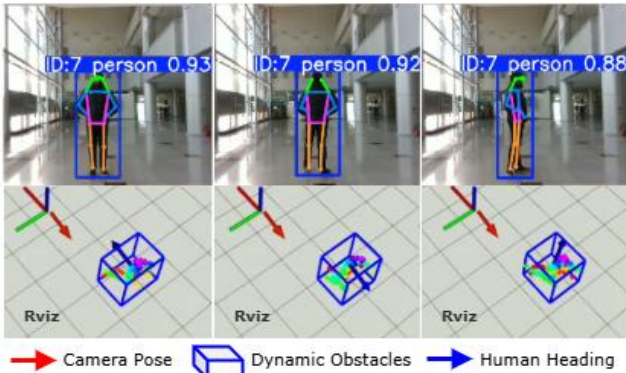 ID:7 person 0.93
ID:7 person 0.92
ID:7 person 0.88
Rviz
Rviz
Rviz
Camera Pose
Dynamic Obstacles
Human Heading